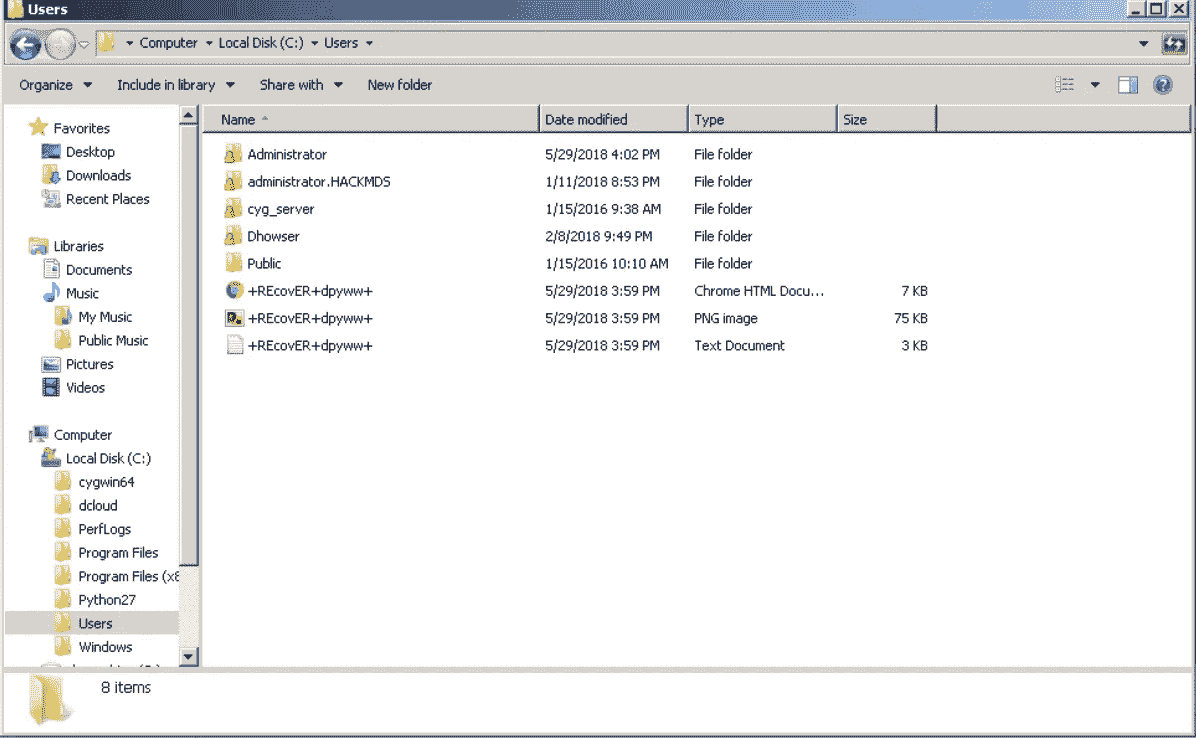 Users
Computer Local Disk (C:) Users
Organize Include in library Share with New folder
Favorites
Desktop
Downloads
Recent Places
Libraries
Documents
Music
My Music
Public Music
Pictures
Videos
Computer
Local Disk (C:)
cygwin64
dcloud
PerfLogs
Program Files
Program Files (x8
Python27
Users
Windows
Name Date modified Type Size
Administrator 5/29/2018 4:02 PM File folder
administrator.HACKMDS 1/11/2018 8:53 PM File folder
cyg_server 1/15/2016 9:38 AM File folder
Dhowser 2/8/2018 9:49 PM File folder
Public 1/15/2016 10:10 AM File folder
+REcovER+dpyww+ 5/29/2018 3:59 PM Chrome HTML Docu... 7 KB
+REcovER+dpyww+ 5/29/2018 3:59 PM PNG image 75 KB
+REcovER+dpyww+ 5/29/2018 3:59 PM Text Document 3 KB
8 items